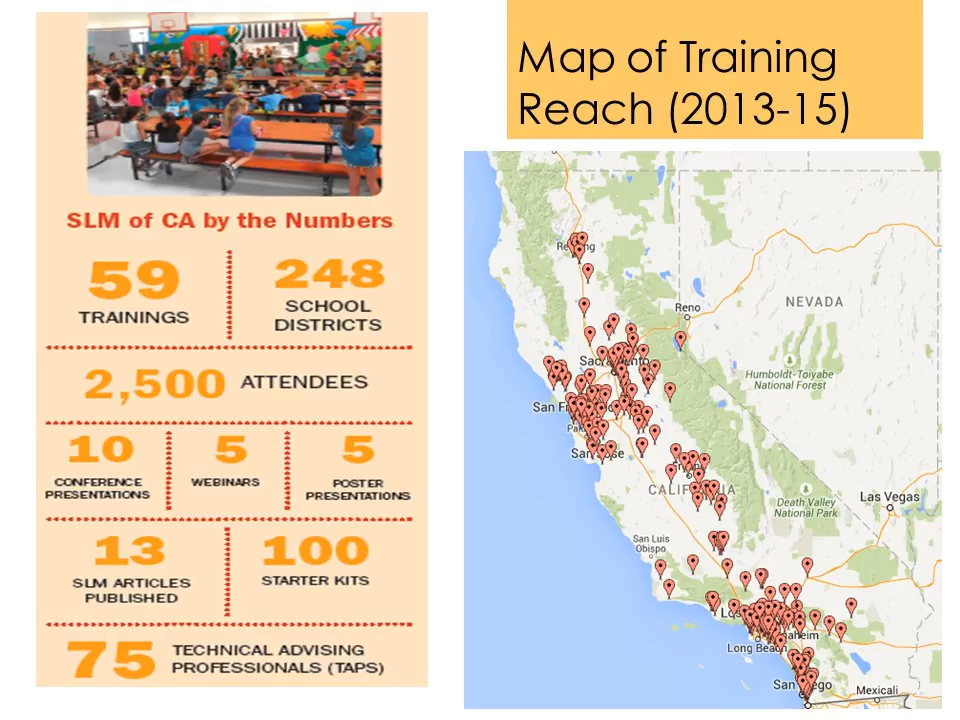 Map of Training
Reach (2013-15)
SLM of CA by the Numbers
59
TRAININGS
248
SCHOOL
DISTRICTS
2,500 ATTENDEES
10
CONFERENCE
PRESENTATIONS
5
WEBINARS
5
POSTER
PRESENTATIONS
13
SLM ARTICLES
PUBLISHED
100
STARTER KITS
75 TECHNICAL ADVISING
PROFESSIONALS (TAPS)
Reno
NEVADA
Humboldt-Toiyabe
National Forest
San Jose
CALIFORNIA
Death Valley
National Park
Las Vegas
San Luis
Obispo
Long Beach
San Diego
Mexicali